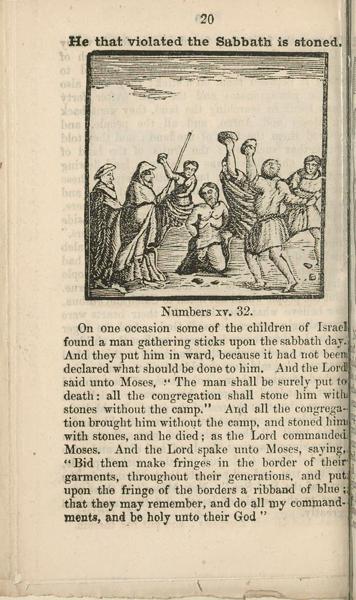 20
He that violated the Sabbath is stoned.
Numbers xv. 32.
On one occasion some of the children of Israel
found a man gathering sticks upon the sabbath day.
And they put him in ward, because it had not been
declared what should be done to him. And the Lord
said unto Moses, "The man shall be surely put to
death: all the congregation shall stone him with
stones without the camp." And all the congrega-
tion brought him without the camp, and stoned him
with stones, and he died; as the Lord commanded
Moses. And the Lord spake unto Moses, saying,
"Bid them make fringes in the border of their
garments, throughout their generations, and put
upon the fringe of the borders a ribband of blue;
that they may remember, and do all my command-
ments, and be holy unto their God"